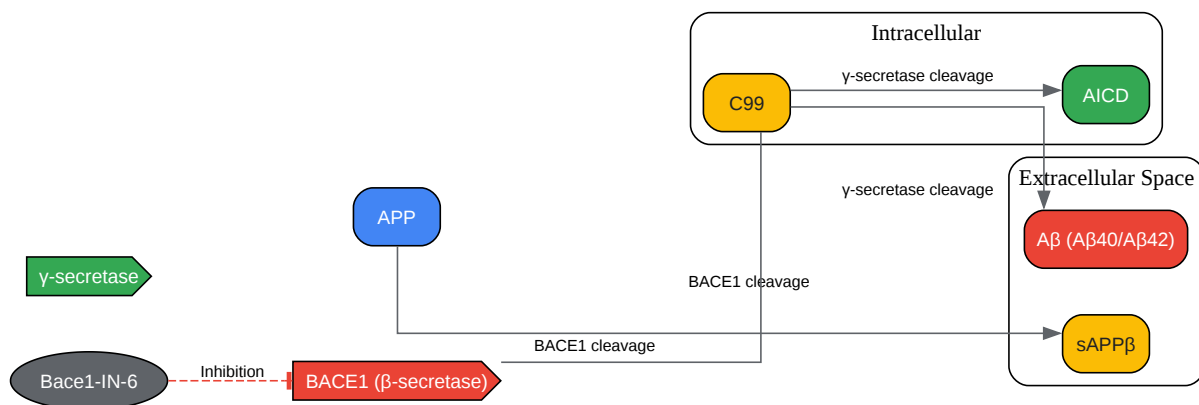 Intracellular
γ-secretase cleavage
C99
AICD
γ-secretase cleavage
Extracellular Space
APP
Aβ (Aβ40/Aβ42)
γ-secretase
BACE1 cleavage
BACE1 cleavage
sAPPβ
Bace1-IN-6
Inhibition
BACE1 (β-secretase)